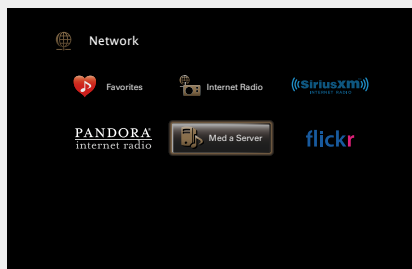 Network
Favorites
Internet Radio
((SiriusXM))
INTERNET RADIO
PANDORA®
internet radio
Med a Server
flickr